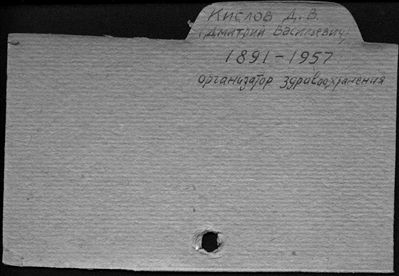 Кислов Д. В.
(Дмитрий Васильевич)
1891-1957
организатор здравоохранения